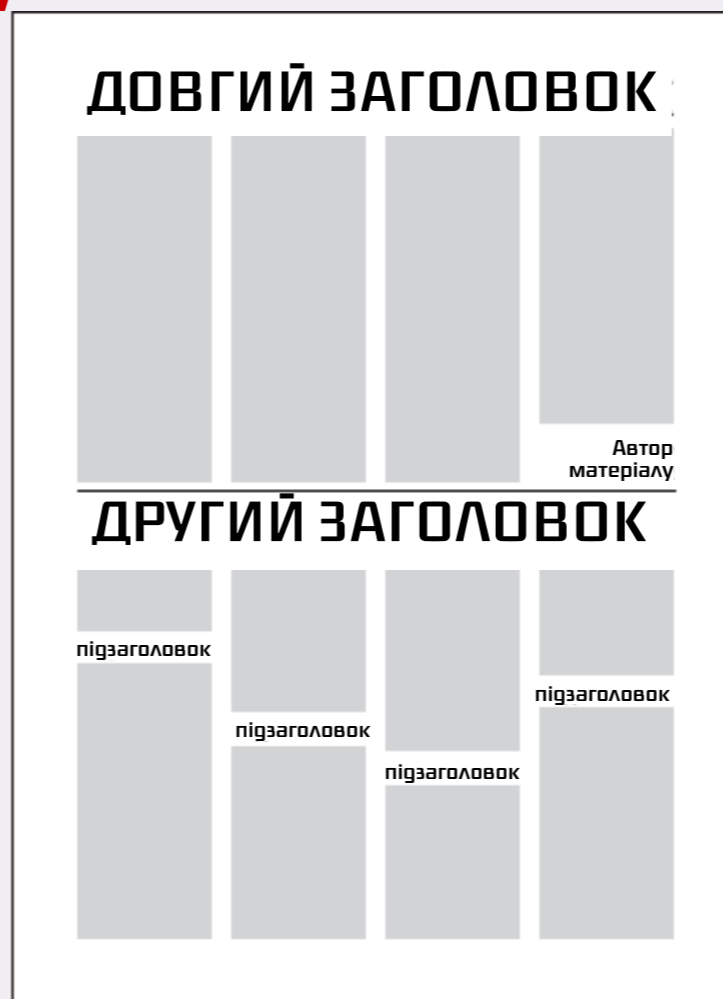 ДОВГИЙ ЗАГОЛОВОК
Автор
матеріалу
ДРУГИЙ ЗАГОЛОВОК
підзаголовок
підзаголовок
підзаголовок
підзаголовок